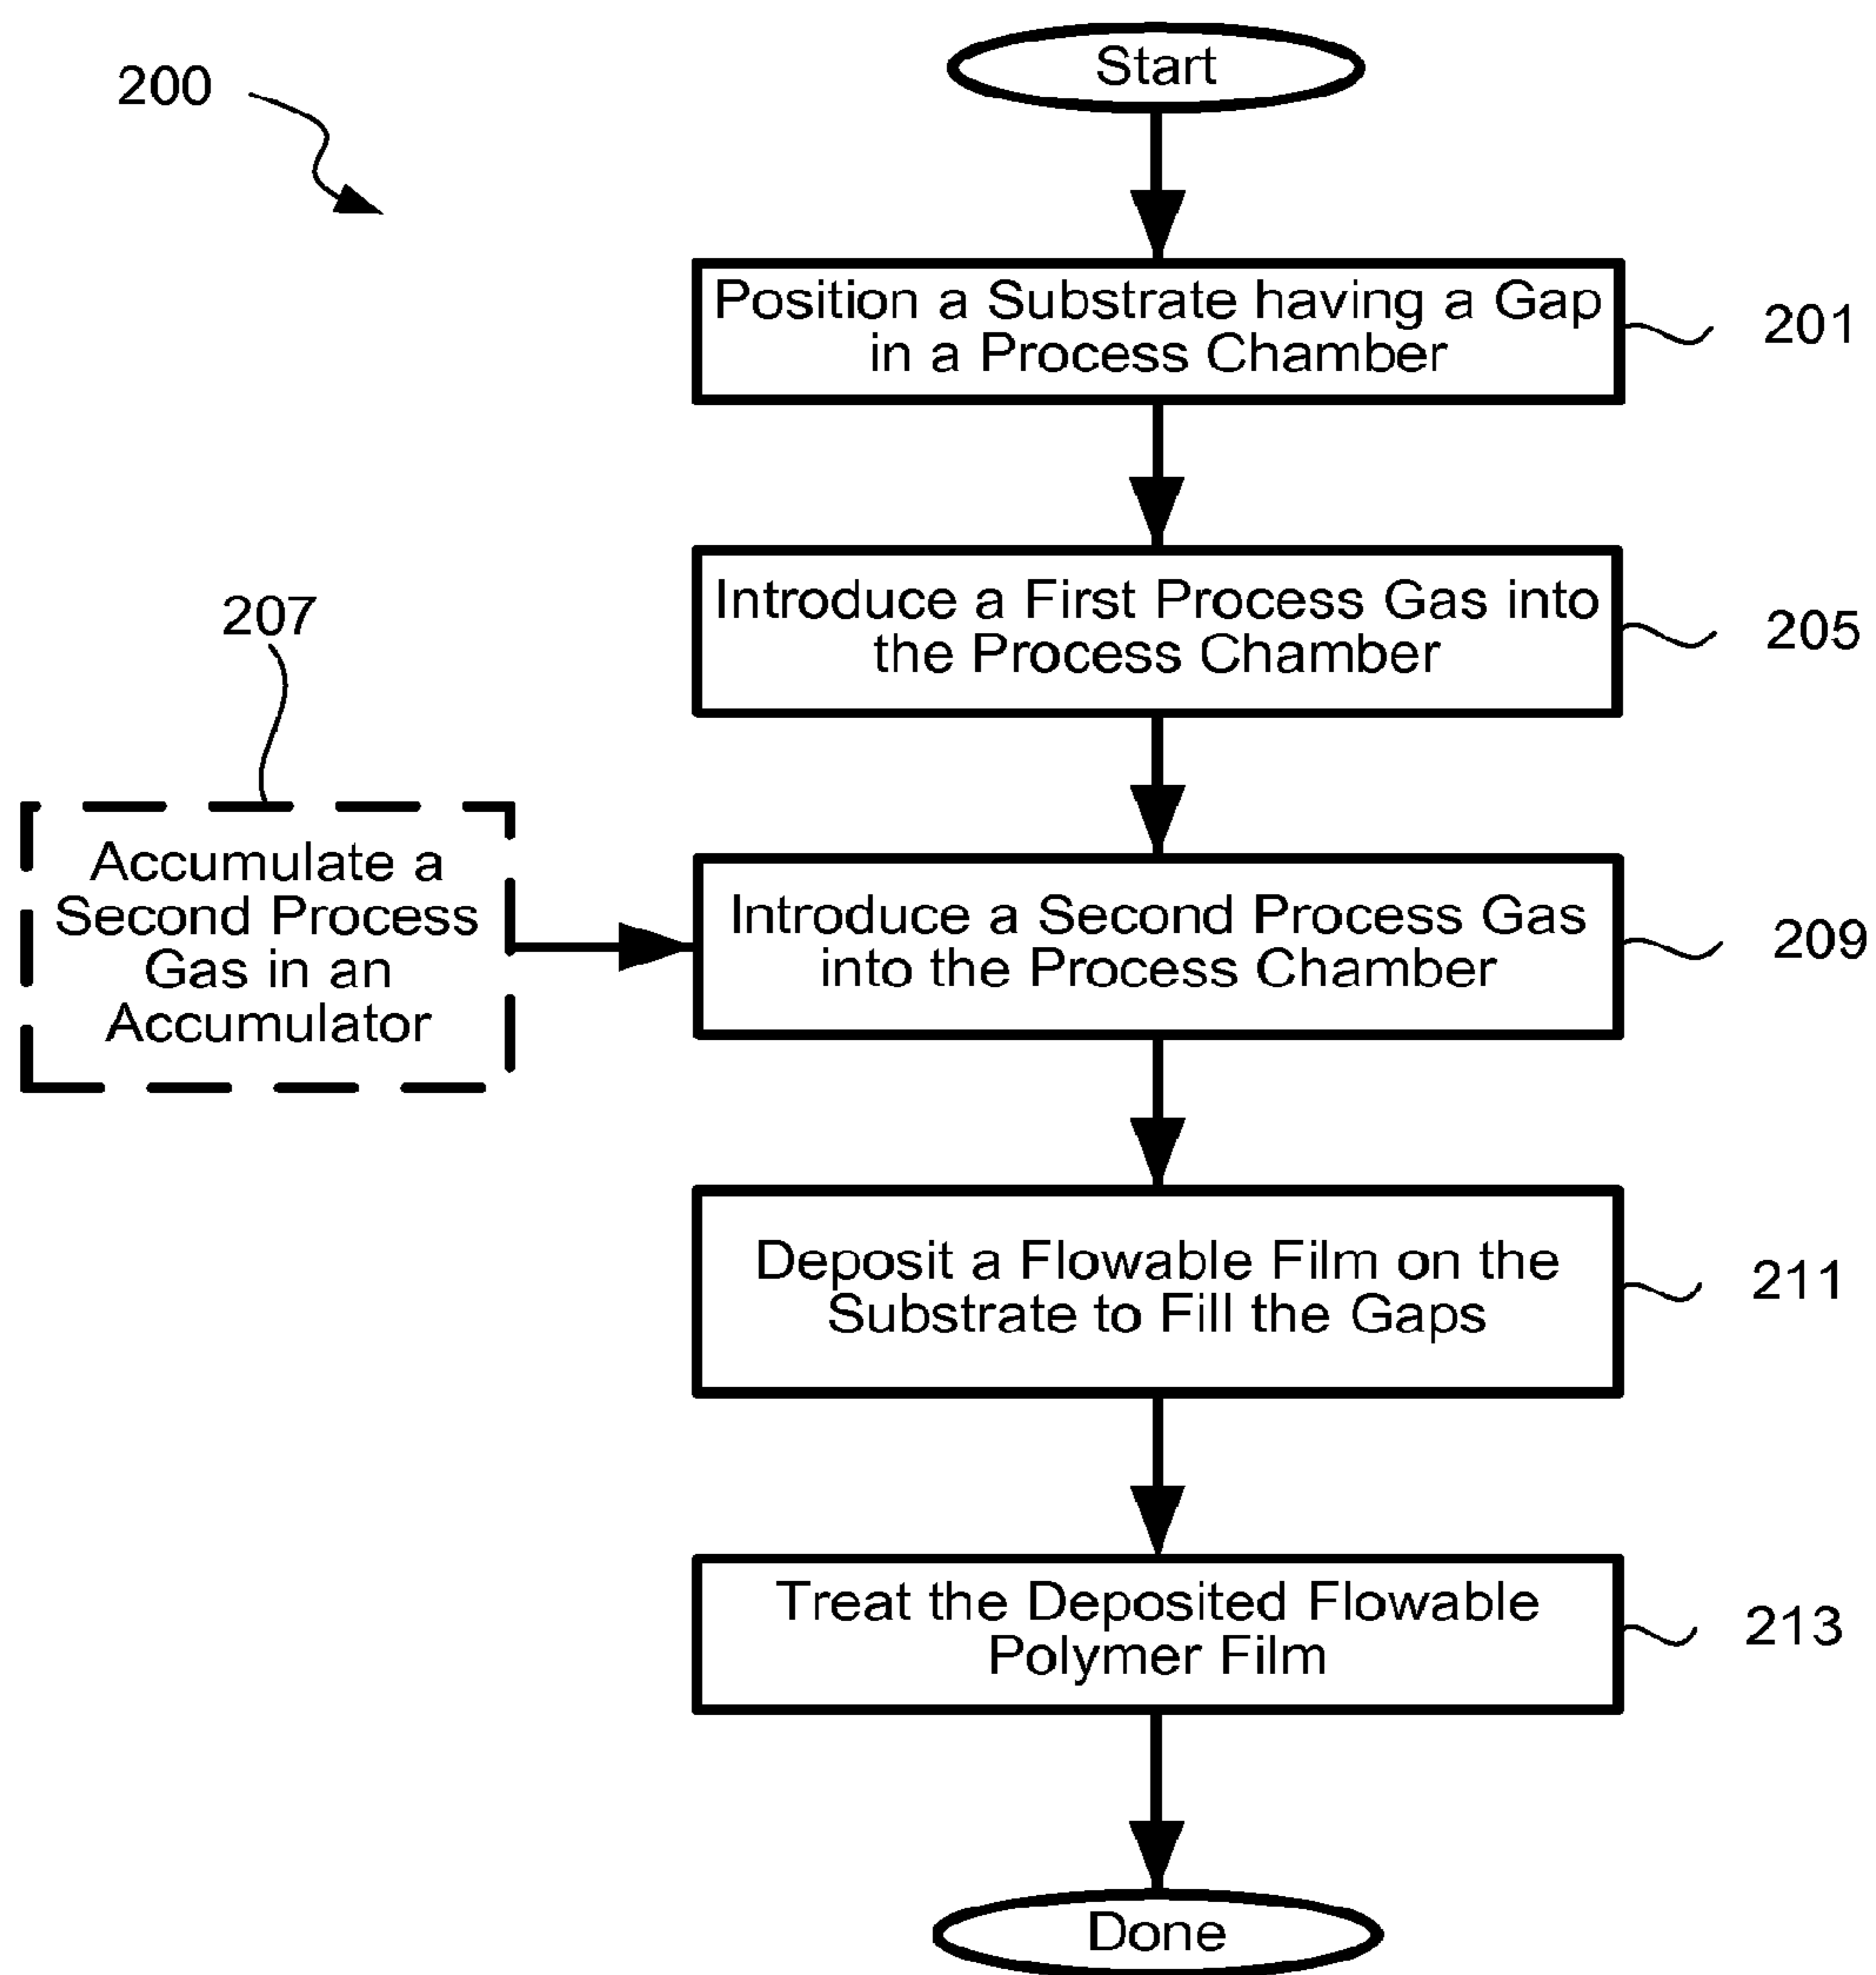 200
Start
Position a Substrate having a Gap
in a Process Chamber
201
Introduce a First Process Gas into
the Process Chamber
205
207
Accumulate a
Second Process
Gas in an
Accumulator
Introduce a Second Process Gas
into the Process Chamber
209
Deposit a Flowable Film on the
Substrate to Fill the Gaps
211
Treat the Deposited Flowable
Polymer Film
213
Done